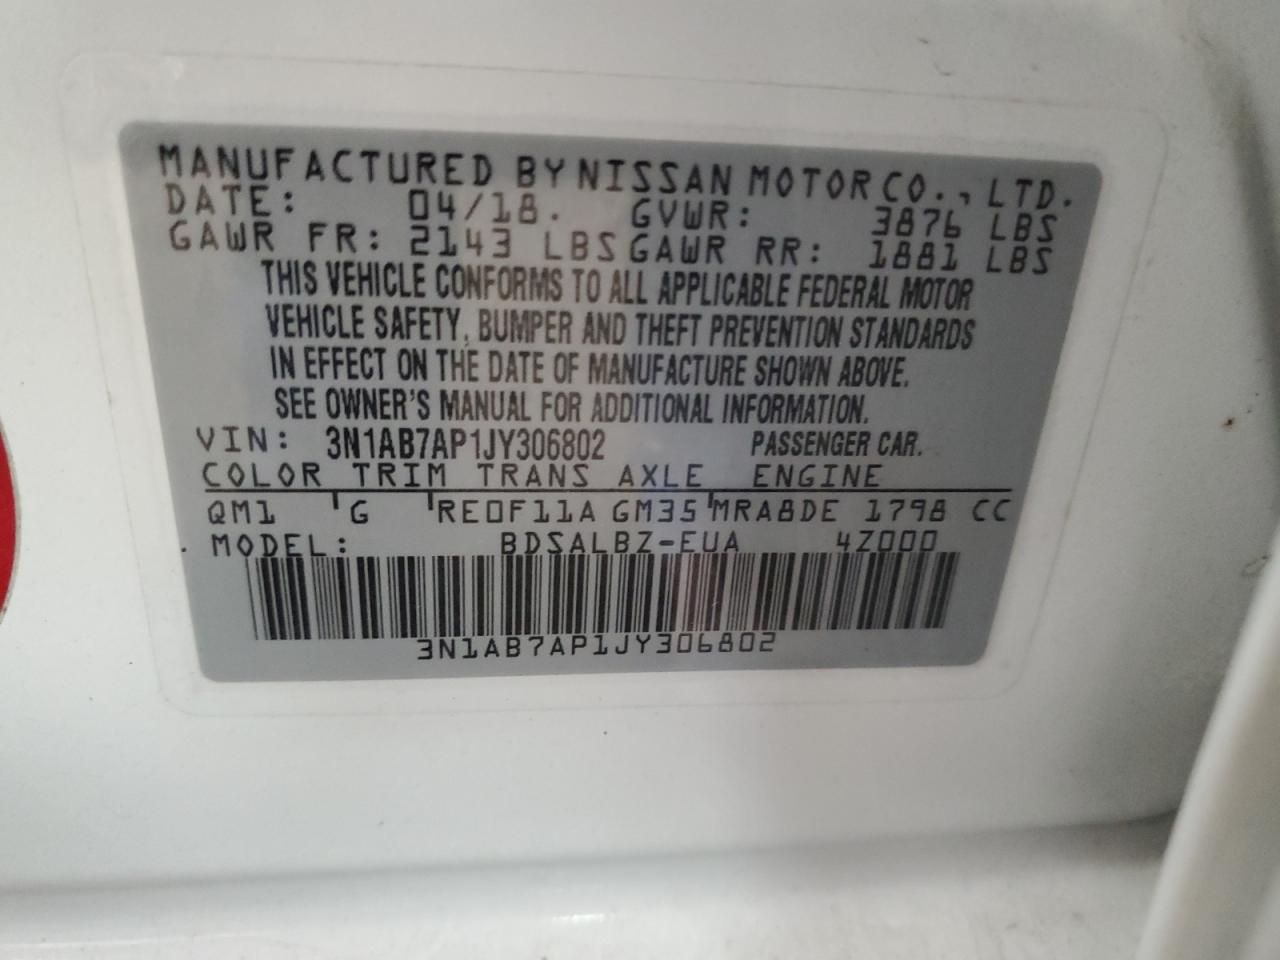 MANUFACTURED BY NISSAN MOTOR CO., LTD.
DATE: 04/18. GVWR: 3876 LBS
GAWR FR: 2143 LBS GAWR RR: 1881 LBS
THIS VEHICLE CONFORMS TO ALL APPLICABLE FEDERAL MOTOR
VEHICLE SAFETY, BUMPER AND THEFT PREVENTION STANDARDS
IN EFFECT ON THE DATE OF MANUFACTURE SHOWN ABOVE.
SEE OWNER'S MANUAL FOR ADDITIONAL INFORMATION.
VIN: 3N1AB7AP1JY306802 PASSENGER CAR.
COLOR TRIM TRANS AXLE ENGINE
QM1 G RE0F11A GM35 MRA8DE 1798 CC
MODEL: BDSALBZ-EUA 4Z000
3N1AB7AP1JY306802